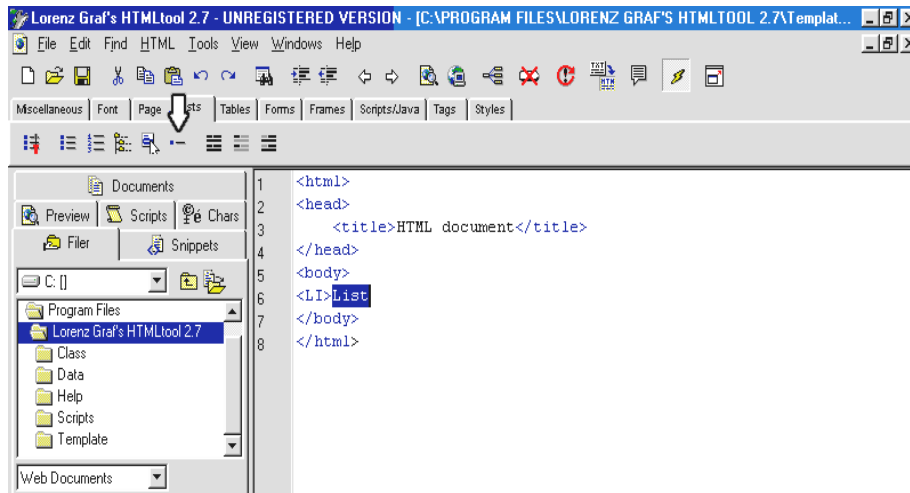 Lorenz Graf's HTMLtool 2.7 - UNREGISTERED VERSION - [C:\PROGRAM FILES\LORENZ GRAF'S HTMLTOOL 2.7\Templat...
File Edit Find HTML Tools View Windows Help
Miscellaneous Font Page sts Tables Forms Frames Scripts/Java Tags Styles
Documents
Preview Scripts Chars
Filer Snippets
C: []
Program Files
Lorenz Graf's HTMLtool 2.7
Class
Data
Help
Scripts
Template
Web Documents
1 <html>
2 <head>
3 <title>HTML document</title>
4 </head>
5 <body>
6 <LI>List
7 </body>
8 </html>